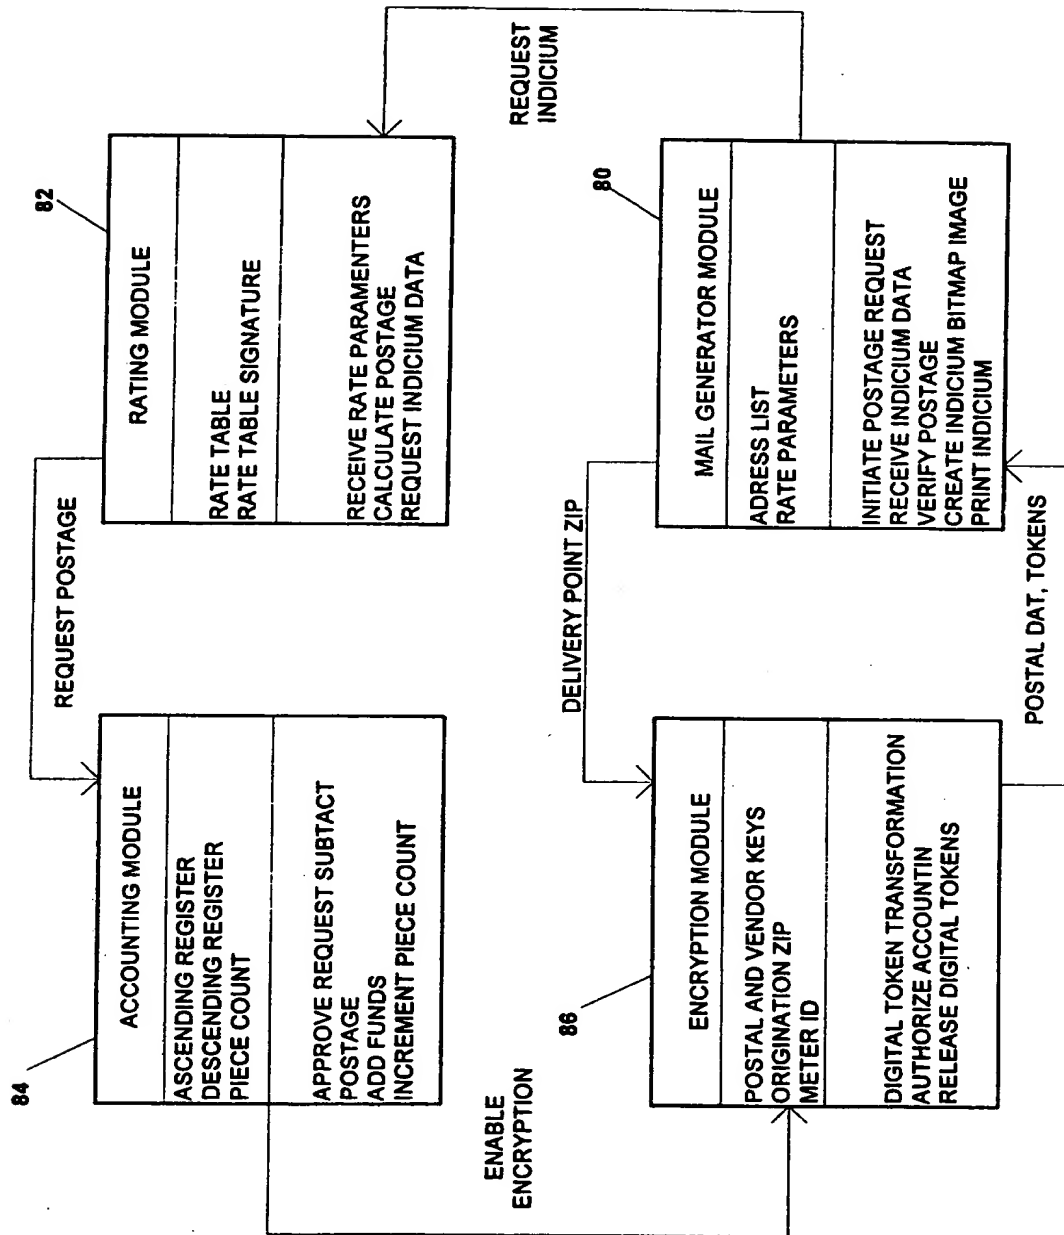 84
ACCOUNTING MODULE
ASCENDING REGISTER
DESCENDING REGISTER
PIECE COUNT
APPROVE REQUEST SUBTACT
POSTAGE
ADD FUNDS
INCREMENT PIECE COUNT
REQUEST POSTAGE
82
RATING MODULE
RATE TABLE
RATE TABLE SIGNATURE
RECEIVE RATE PARAMENTERS
CALCULATE POSTAGE
REQUEST INDICIUM DATA
ENABLE
ENCRYPTION
REQUEST
INDICIUM
86
ENCRYPTION MODULE
POSTAL AND VENDOR KEYS
ORIGINATION ZIP
METER ID
DIGITAL TOKEN TRANSFORMATION
AUTHORIZE ACCOUNTIN
RELEASE DIGITAL TOKENS
DELIVERY POINT ZIP
80
MAIL GENERATOR MODULE
ADRESS LIST
RATE PARAMETERS
INITIATE POSTAGE REQUEST
RECEIVE INDICIUM DATA
VERIFY POSTAGE
CREATE INDICIUM BITMAP IMAGE
PRINT INDICIUM
POSTAL DAT, TOKENS